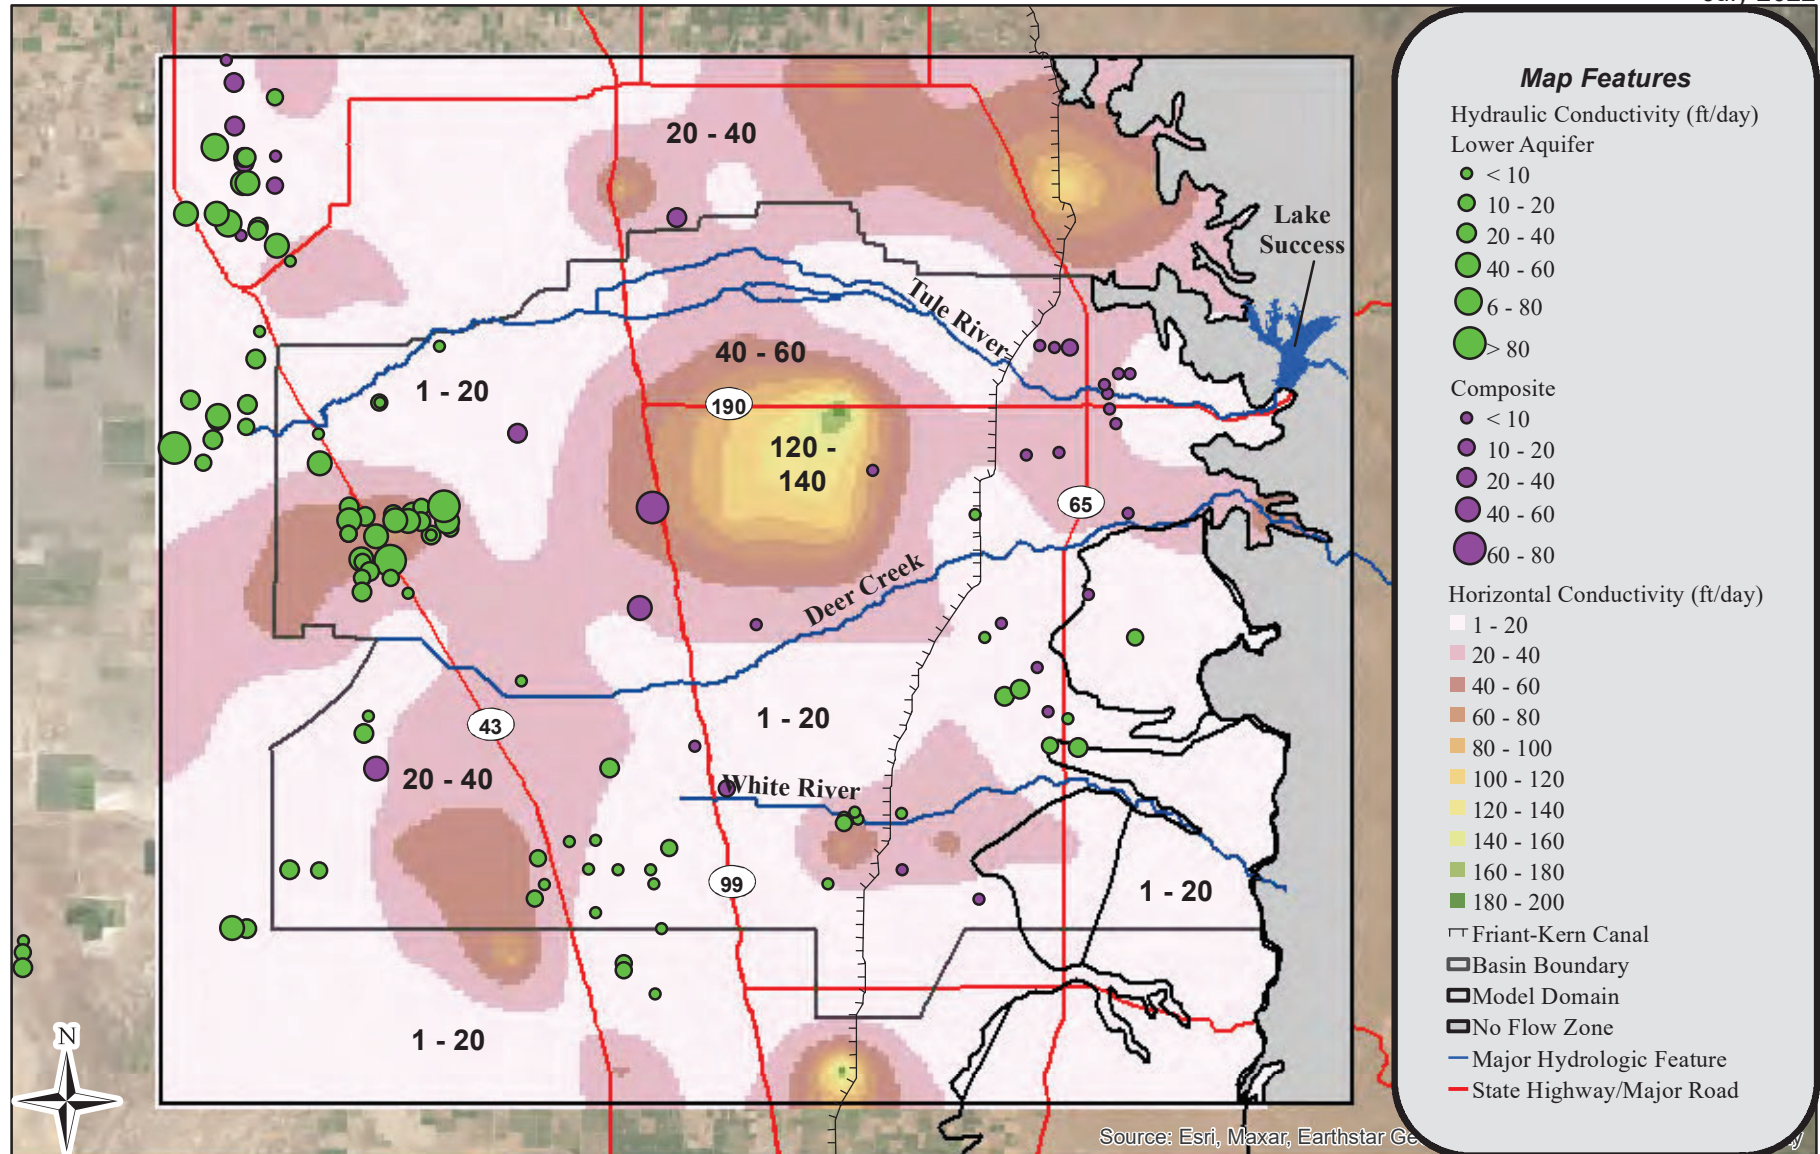 Map Features
Hydraulic Conductivity (ft/day)
Lower Aquifer
< 10
10 - 20
20 - 40
40 - 60
6 - 80
> 80
Composite
< 10
10 - 20
20 - 40
40 - 60
60 - 80
Horizontal Conductivity (ft/day)
1 - 20
20 - 40
40 - 60
60 - 80
80 - 100
100 - 120
120 - 140
140 - 160
160 - 180
180 - 200
Friant-Kern Canal
Basin Boundary
Model Domain
No Flow Zone
Major Hydrologic Feature
State Highway/Major Road
20 - 40
Lake
Success
Tule River
40 - 60
1 - 20
190
120 -
140
65
Deer Creek
1 - 20
43
20 - 40
White River
99
1 - 20
1 - 20
N
Source: Esri, Maxar, Earthstar Ge